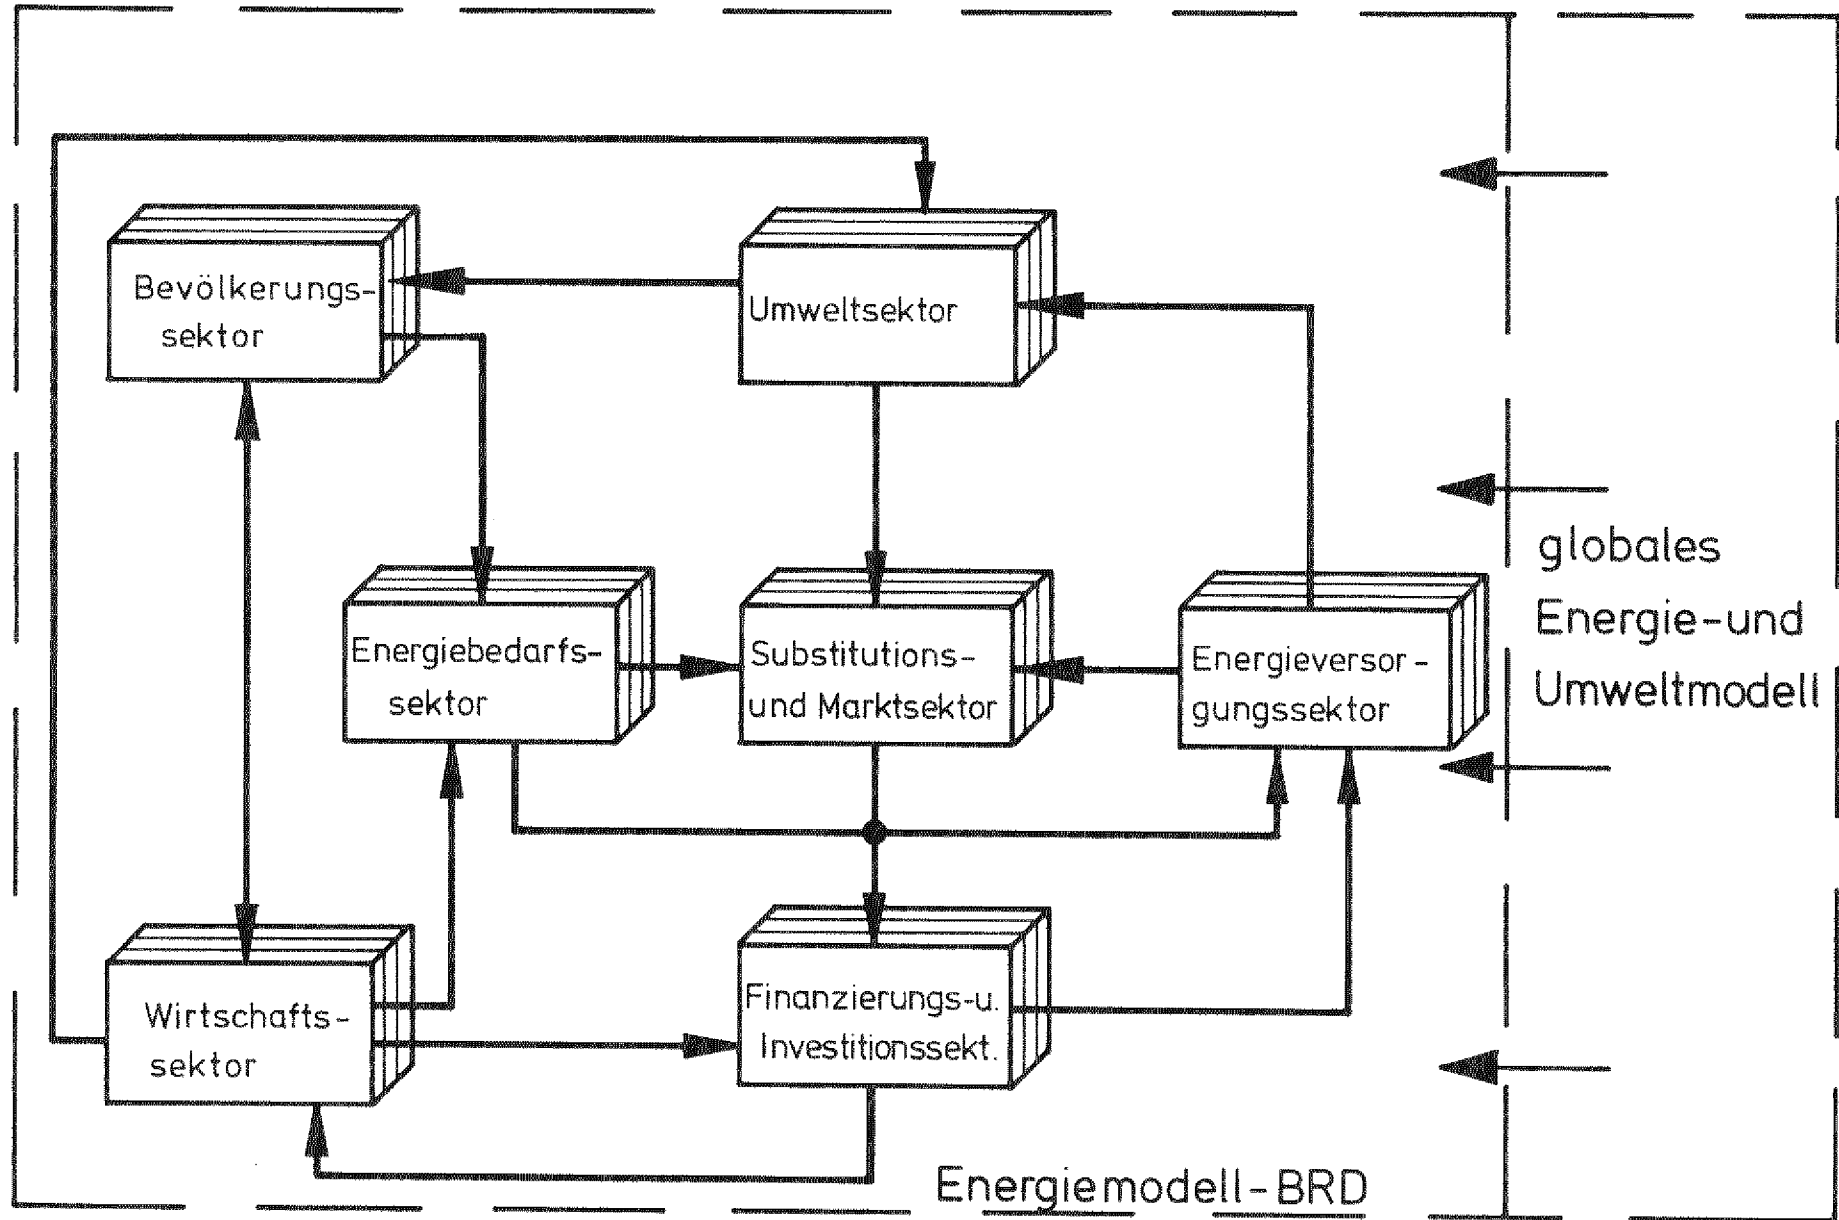 Bevölkerungs-
sektor
Umweltsektor
Energiebedarfs-
sektor
Substitutions-
und Marktsektor
Energieversor-
gungssektor
globales
Energie-und
Umweltmodell
Wirtschafts-
sektor
Finanzierungs-u.
Investitionssekt.
Energiemodell-BRD